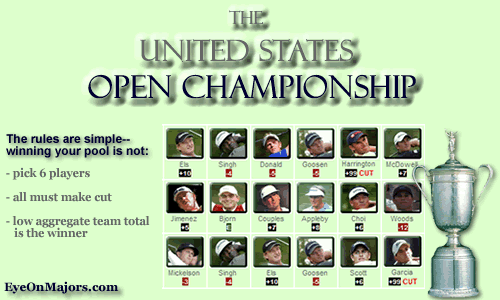 THE
UNITED STATES
OPEN CHAMPIONSHIP
The rules are simple--
winning your pool is not:
- pick 6 players
- all must make cut
- low aggregate team total
is the winner
Els Singh Donald Goosen Harrington McDowell
+10 -4 -5 -5 +99 CUT +7
Jimenez Bjorn Couples Appleby Choi Woods
+5 E +7 +8 +6 -12
Mickelson Singh Els Goosen Scott Garcia
-3 -4 +10 -5 +6 +99 CUT
EyeOnMajors.com